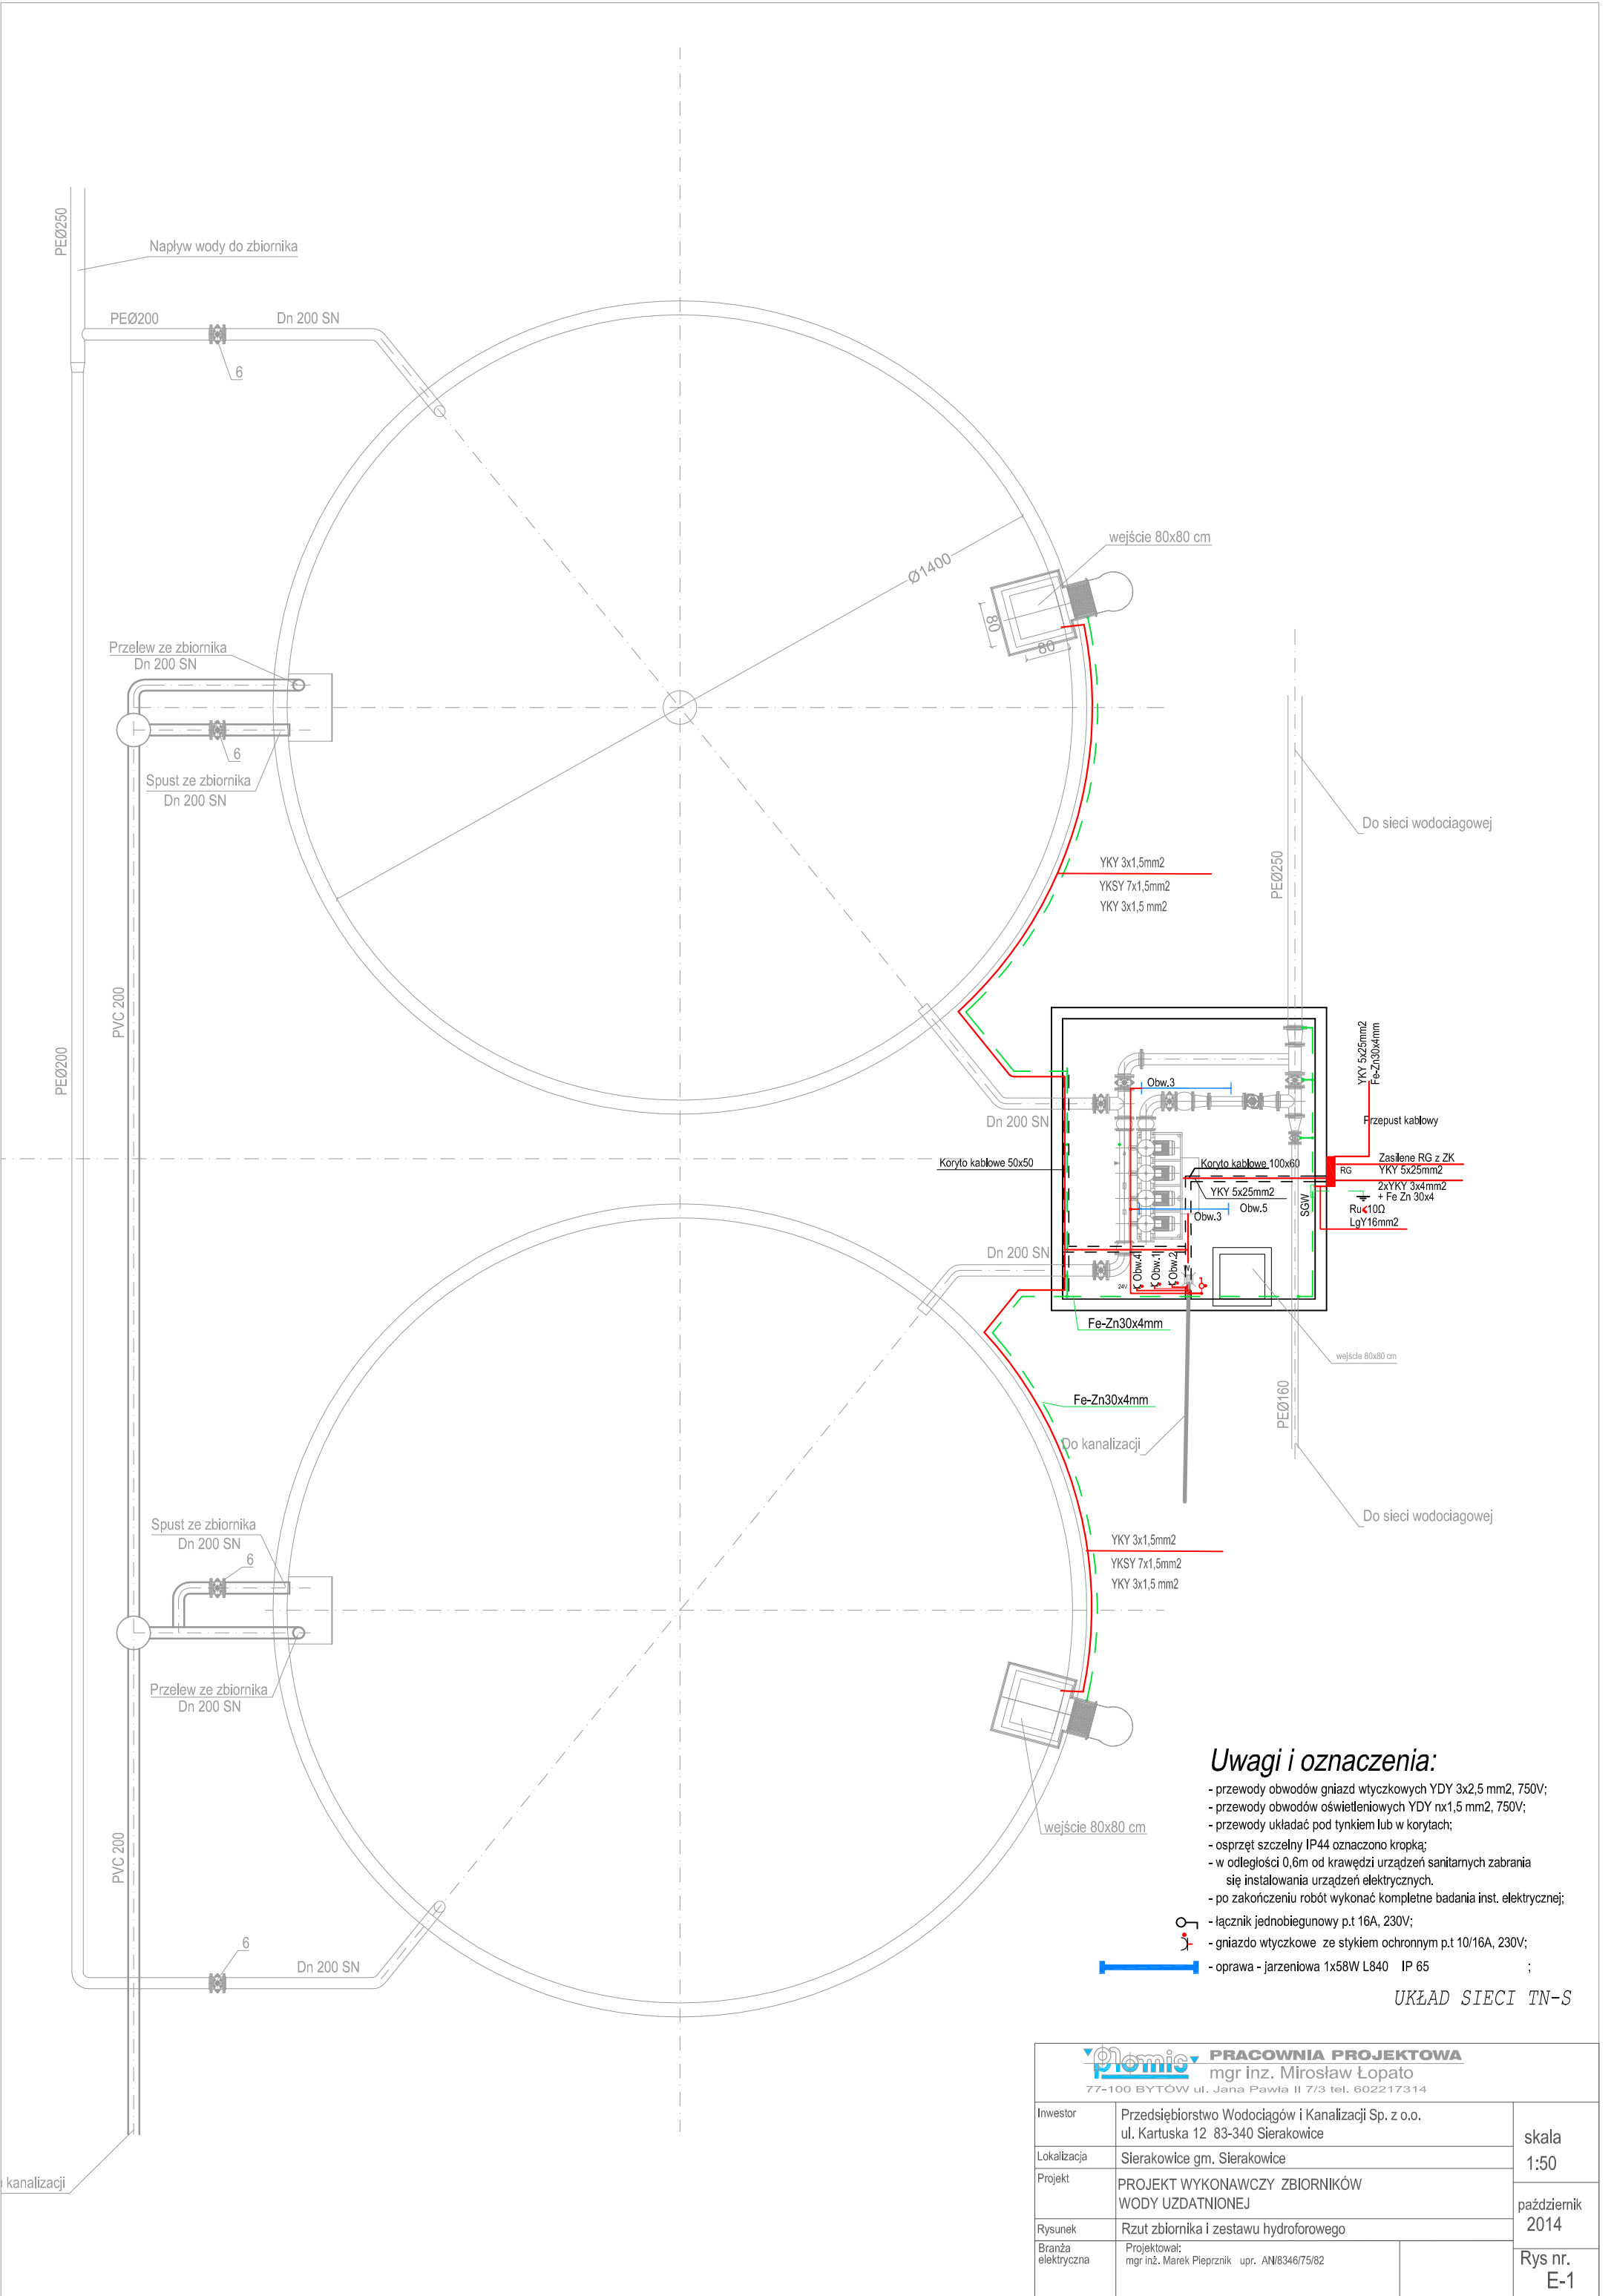 PEØ250
Napływ wody do zbiornika
PEØ200
Dn 200 SN
6
Ø1400
wejście 80x80 cm
80
80
Przelew ze zbiornika
Dn 200 SN
6
Spust ze zbiornika
Dn 200 SN
Do sieci wodociagowej
PEØ250
YKY 3x1,5mm2
YKSY 7x1,5mm2
YKY 3x1,5 mm2
PVC 200
PEØ200
YKY 5x25mm2
Fe-Zn30x4mm
Obw.3
Przepust kablowy
Dn 200 SN
Koryto kablowe 50x50
Koryto kablowe 100x60
Zasilene RG z ZK
RG
YKY 5x25mm2
YKY 5x25mm2
2xYKY 3x4mm2
+ Fe Zn 30x4
SGW
Obw.3
Obw.5
Ru<10Ω
LgY16mm2
Dn 200 SN
Obw.4
Obw.1
Obw.2
24V
Fe-Zn30x4mm
wejście 80x80 cm
Fe-Zn30x4mm
PEØ160
Do kanalizacji
Do sieci wodociagowej
Spust ze zbiornika
Dn 200 SN
6
YKY 3x1,5mm2
YKSY 7x1,5mm2
YKY 3x1,5 mm2
Przelew ze zbiornika
Dn 200 SN
wejście 80x80 cm
PVC 200
6
Dn 200 SN
kanalizacji
Uwagi i oznaczenia:
- przewody obwodów gniazd wtyczkowych YDY 3x2,5 mm2, 750V;
- przewody obwodów oświetleniowych YDY nx1,5 mm2, 750V;
- przewody układać pod tynkiem lub w korytach;
- osprzęt szczelny IP44 oznaczono kropką;
- w odległości 0,6m od krawędzi urządzeń sanitarnych zabrania
się instalowania urządzeń elektrycznych.
- po zakończeniu robót wykonać kompletne badania inst. elektrycznej;
- łącznik jednobiegunowy p.t 16A, 230V;
- gniazdo wtyczkowe ze stykiem ochronnym p.t 10/16A, 230V;
- oprawa - jarzeniowa 1x58W L840 IP 65 ;
UKŁAD SIECI TN-S
PRACOWNIA PROJEKTOWA
mgr inż. Mirosław Łopato
77-100 BYTÓW ul. Jana Pawła II 7/3 tel. 602217314
Inwestor
Przedsiębiorstwo Wodociągów i Kanalizacji Sp. z o.o.
ul. Kartuska 12 83-340 Sierakowice
skala
1:50
Lokalizacja
Sierakowice gm. Sierakowice
Projekt
PROJEKT WYKONAWCZY ZBIORNIKÓW
WODY UZDATNIONEJ
październik
2014
Rysunek
Rzut zbiornika i zestawu hydroforowego
Branża
elektryczna
Projektował:
mgr inż. Marek Pieprznik upr. AN/8346/75/82
Rys nr.
E-1